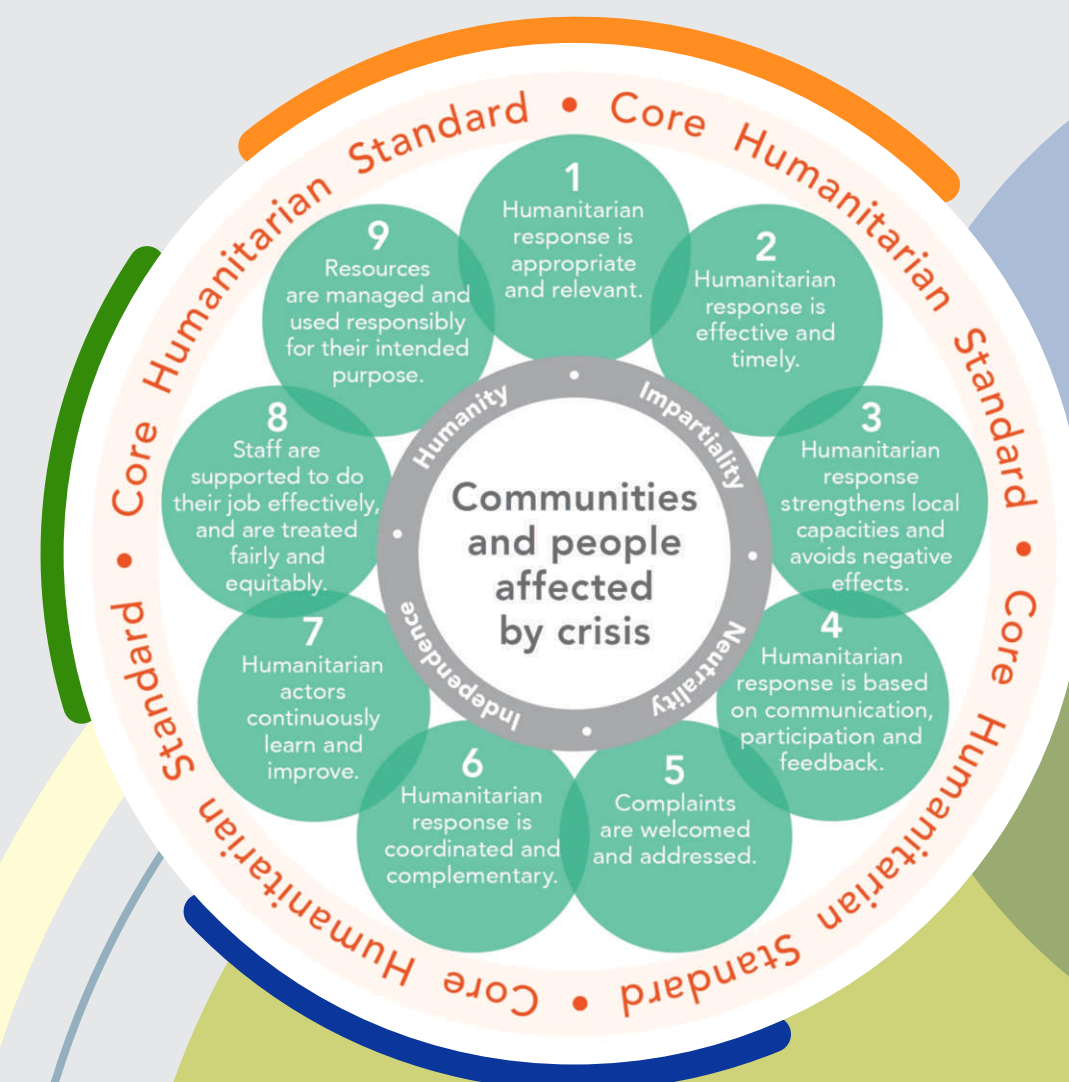 Core Humanitarian Standard • Core Humanitarian Standard • Core Humanitarian Standard • Core Humanitarian Standard •
1
Humanitarian
response is
appropriate
and relevant.
2
Humanitarian
response is
effective and
timely.
3
Humanitarian
response
strengthens local
capacities and
avoids negative
effects.
4
Humanitarian
response is based
on communication,
participation and
feedback.
5
Complaints
are welcomed
and addressed.
6
Humanitarian
response is
coordinated and
complementary.
7
Humanitarian
actors
continuously
learn and
improve.
8
Staff are
supported to do
their job effectively,
and are treated
fairly and
equitably.
9
Resources
are managed and
used responsibly
for their intended
purpose.
Humanity • Impartiality • Neutrality • Independence •
Communities
and people
affected
by crisis